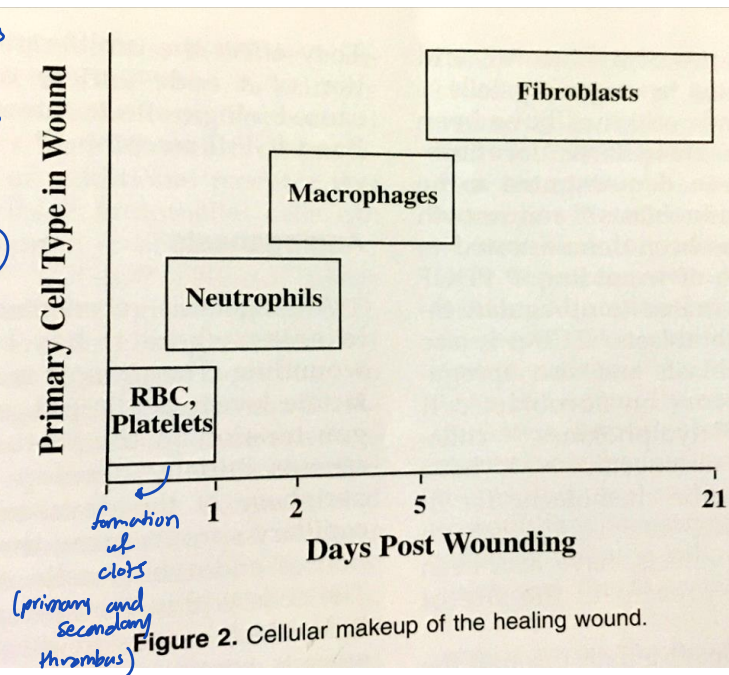 Primary Cell Type in Wound
Fibroblasts
Macrophages
Neutrophils
RBC,
Platelets
1 2 5 21
Days Post Wounding
formation
of
clots
(primary and
secondary
thrombus)
Figure 2. Cellular makeup of the healing wound.